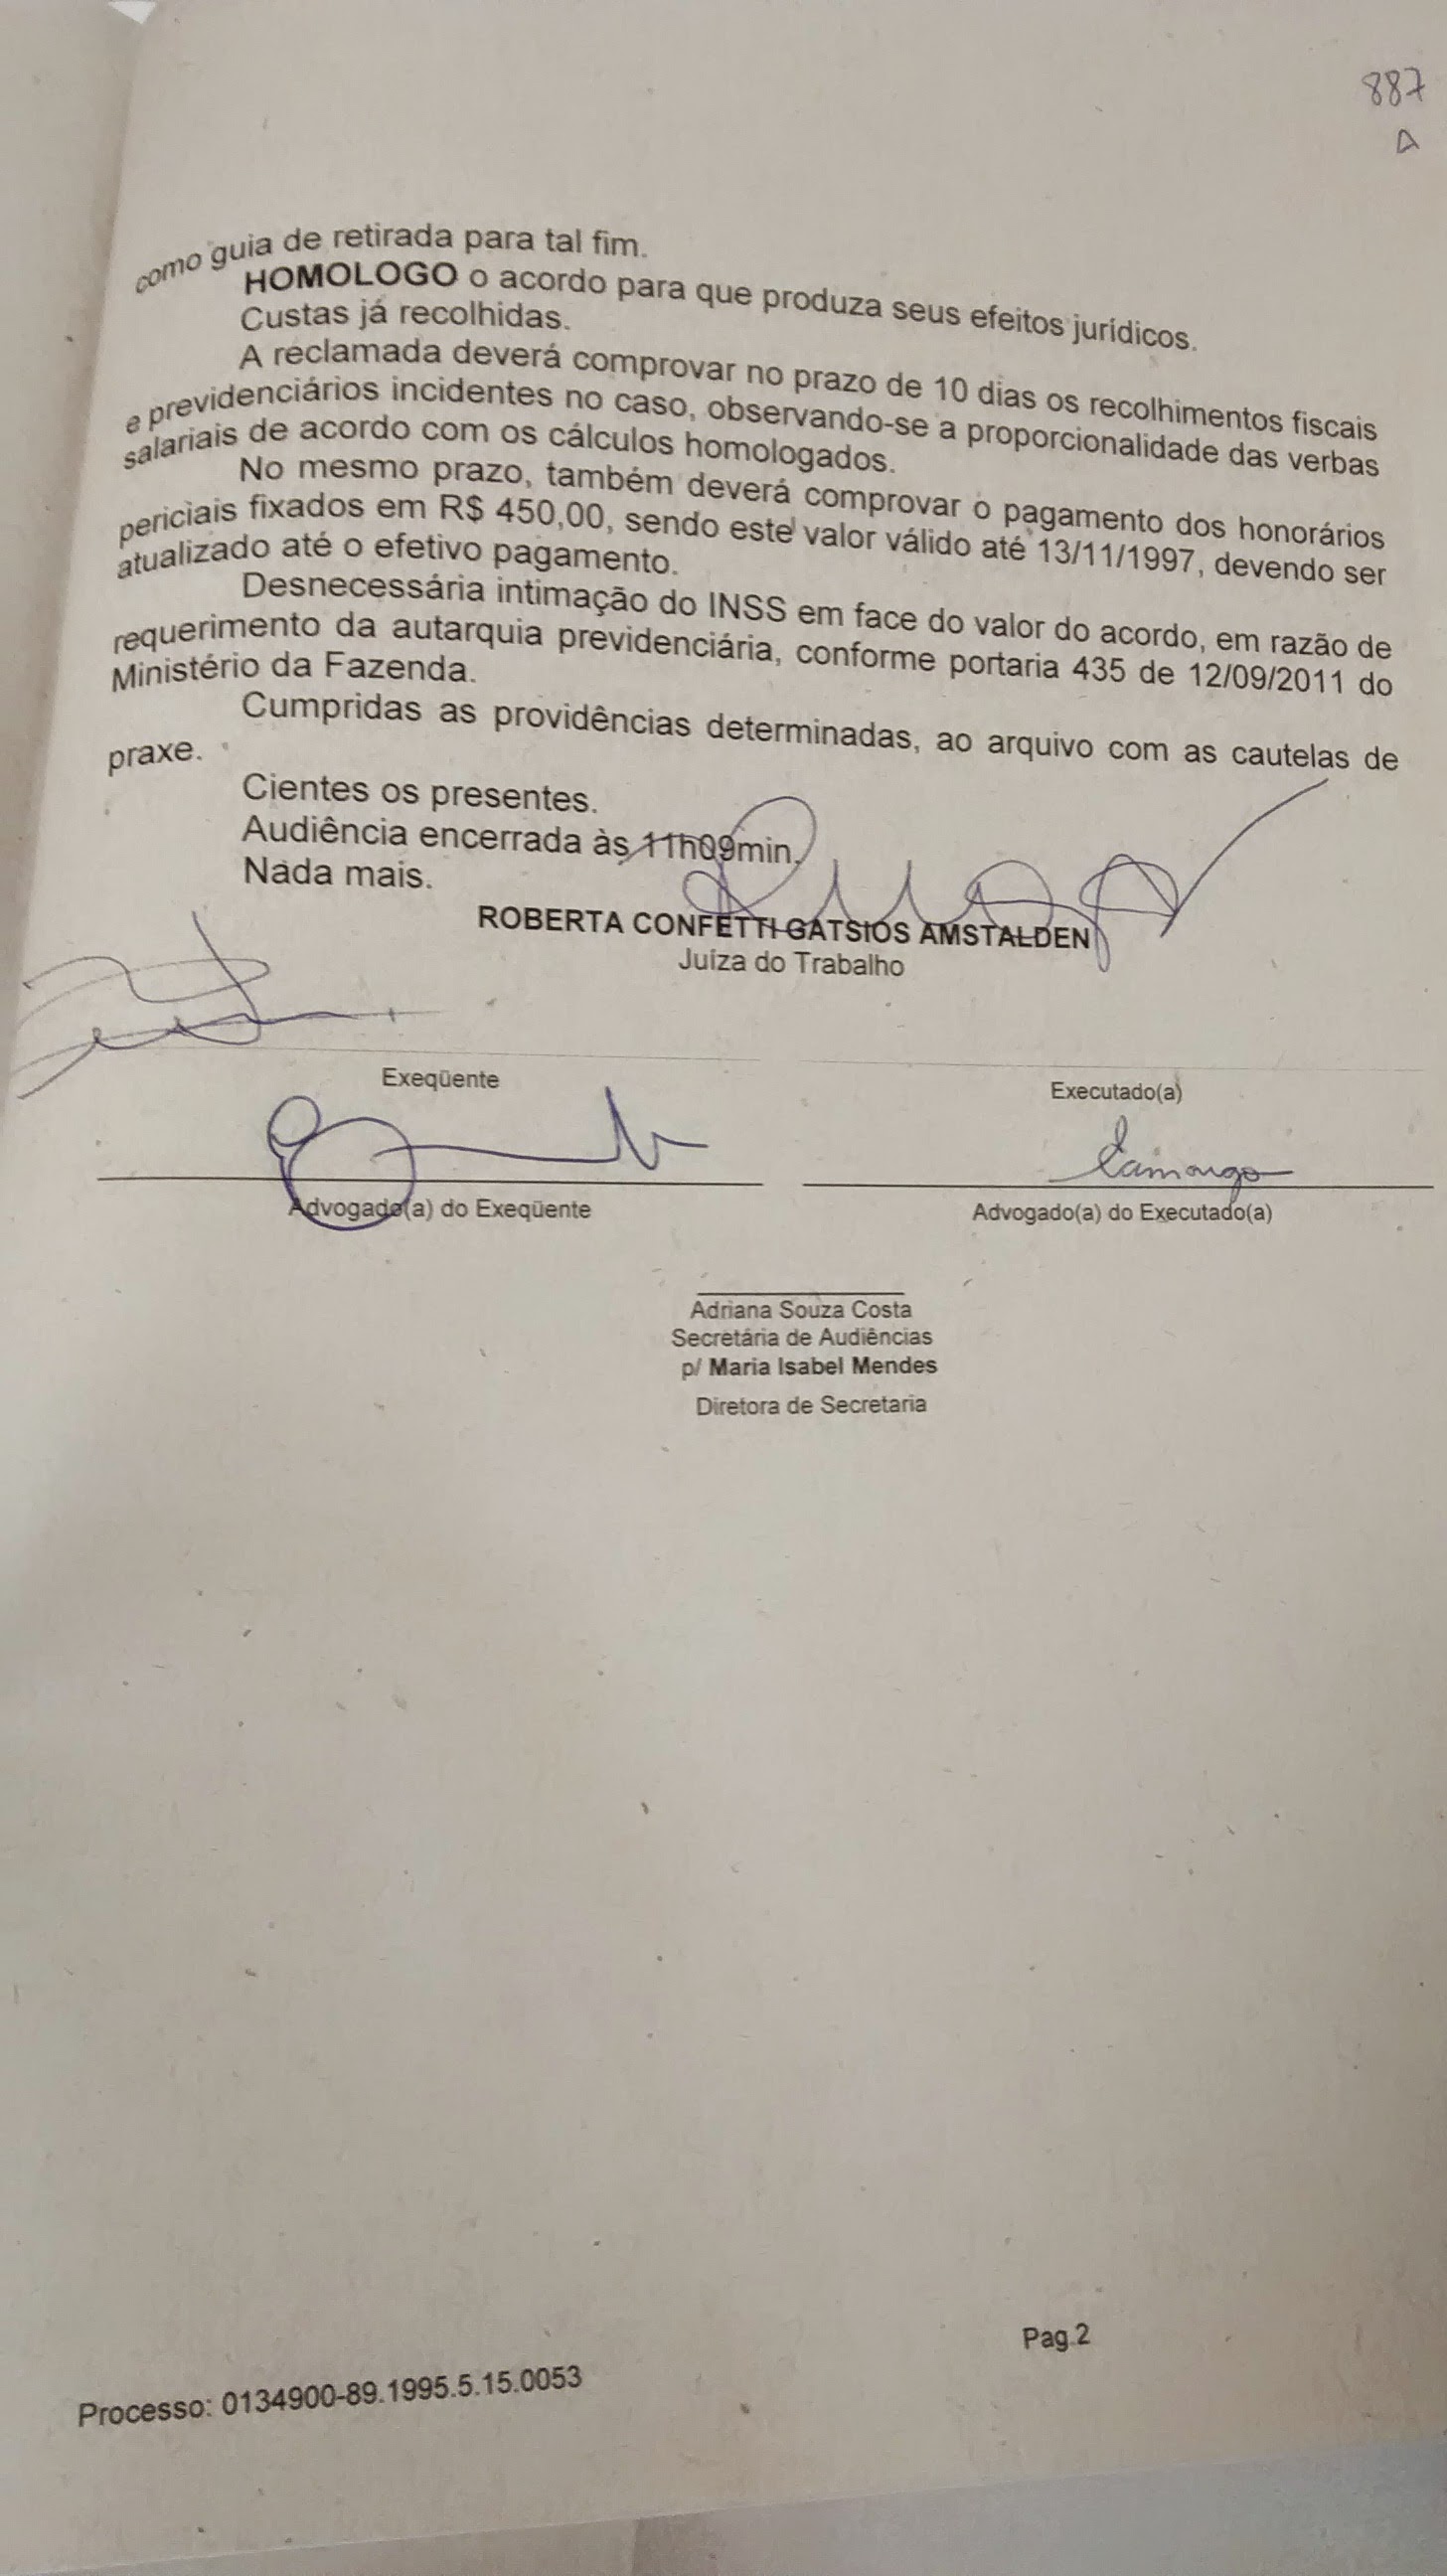 887
como guia de retirada para tal fim.
HOMOLOGO o acordo para que produza seus efeitos jurídicos.
Custas já recolhidas.
A reclamada deverá comprovar no prazo de 10 dias os recolhimentos fiscais
e previdenciários incidentes no caso, observando-se a proporcionalidade das verbas
salariais de acordo com os cálculos homologados.
No mesmo prazo, também deverá comprovar o pagamento dos honorários
periciais fixados em R$ 450,00, sendo este valor válido até 13/11/1997, devendo ser
atualizado até o efetivo pagamento.
Desnecessária intimação do INSS em face do valor do acordo, em razão de
requerimento da autarquia previdenciária, conforme portaria 435 de 12/09/2011 do
Ministério da Fazenda.
Cumpridas as providências determinadas, ao arquivo com as cautelas de
praxe.
Cientes os presentes.
Audiência encerrada às 11h09min.
Nada mais.
ROBERTA CONFETTI GATSIOS AMSTALDEN
Juíza do Trabalho
Exeqüente
Executado(a)
Camargo
Advogado(a) do Exeqüente
Advogado(a) do Executado(a)
Adriana Souza Costa
Secretária de Audiências
p/ Maria Isabel Mendes
Diretora de Secretaria
Pag.2
Processo: 0134900-89.1995.5.15.0053